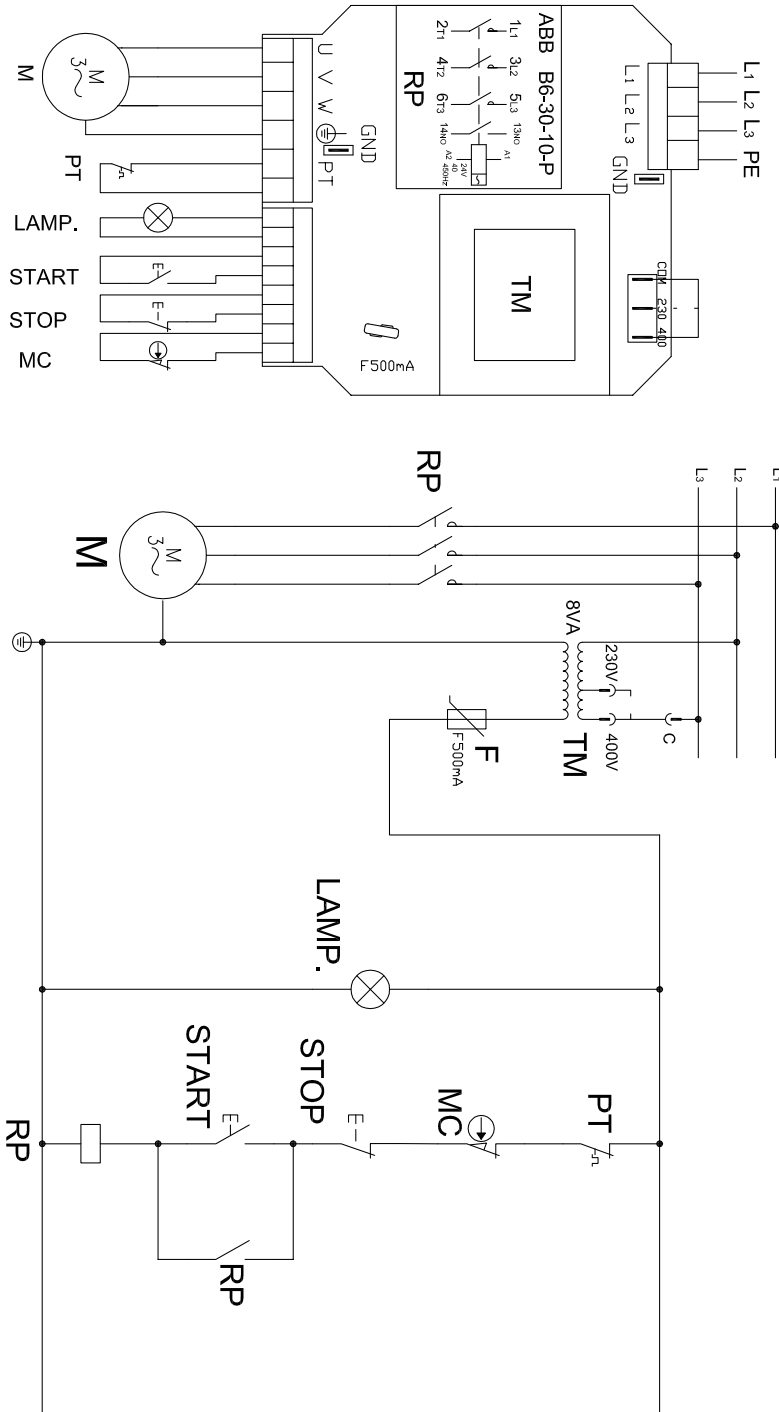 L1 L2 L3 PE
L1 L2 L3
GND
COM 230 400
ABB B6-30-10-P
1L1 3L2 5L3 13NO
2T1 4T2 6T3 14NO
A1
A2
24V
40
450Hz
RP
TM
F500mA
U V W
GND
PT
M
3~
M
PT
LAMP.
START
E
STOP
E
MC
L1
L2
L3
RP
M
3~
M
8VA
230V
400V
C
TM
F
F500mA
LAMP.
PT
MC
STOP
E
START
E
RP
RP